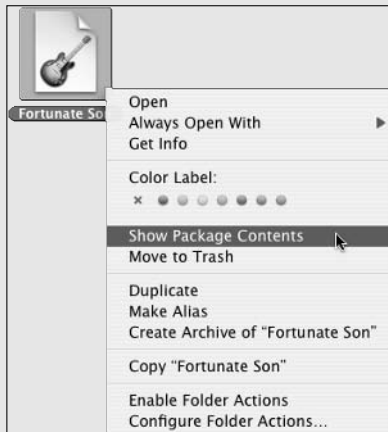 Fortunate So
Open
Always Open With
Get Info
Color Label:
Show Package Contents
Move to Trash
Duplicate
Make Alias
Create Archive of “Fortunate Son”
Copy “Fortunate Son”
Enable Folder Actions
Configure Folder Actions...